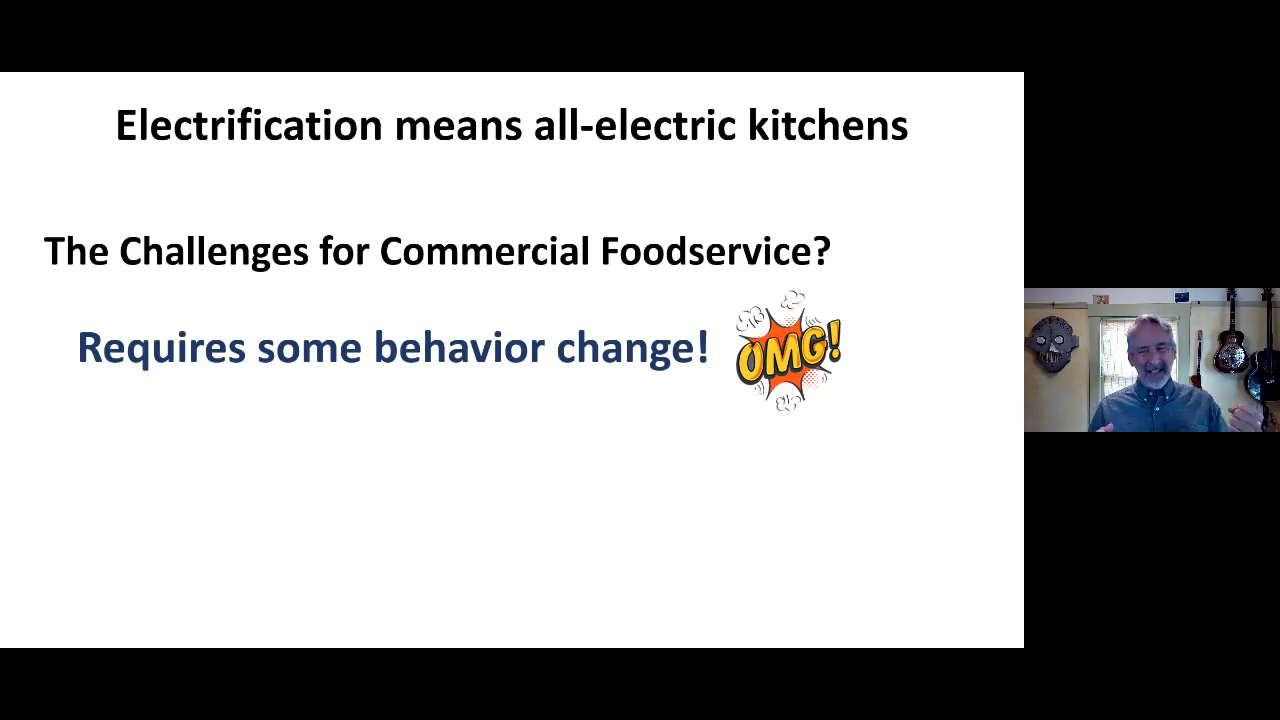 Electrification means all-electric kitchens
The Challenges for Commercial Foodservice?
Requires some behavior change!
OMG!